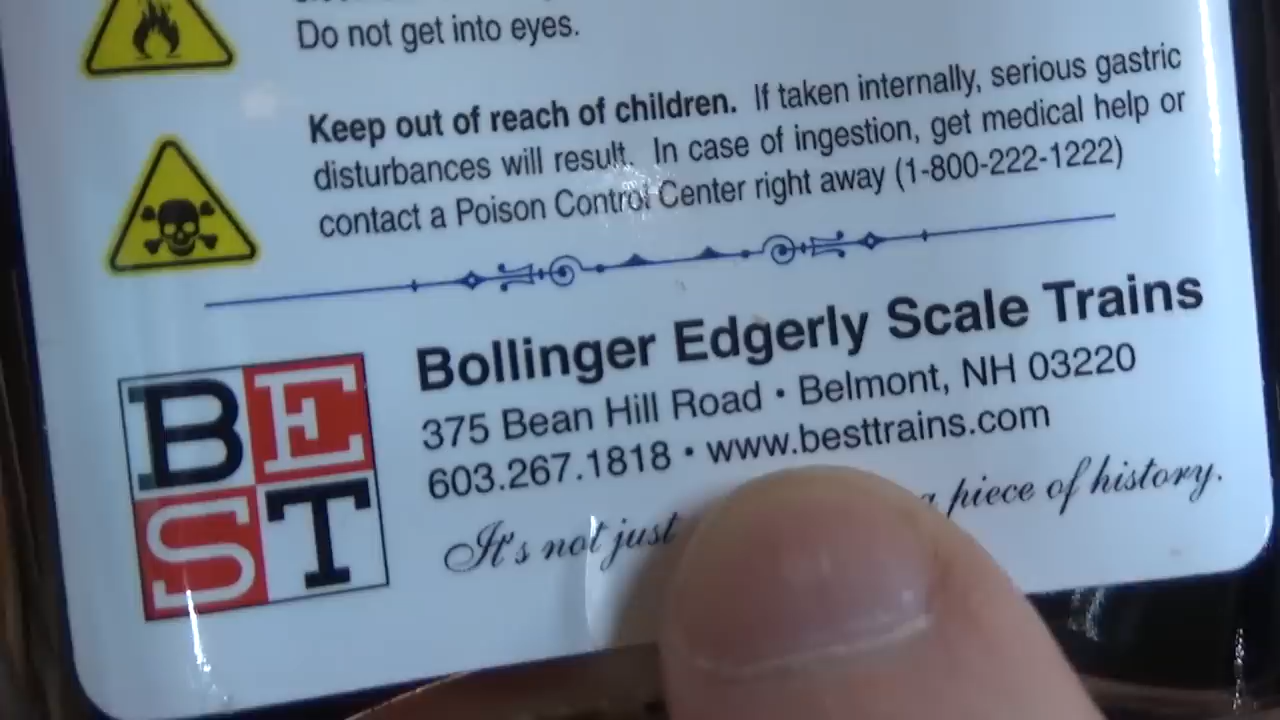 Do not get into eyes.
Keep out of reach of children. If taken internally, serious gastric
disturbances will result. In case of ingestion, get medical help or
contact a Poison Control Center right away (1-800-222-1222)
BE
ST
Bollinger Edgerly Scale Trains
375 Bean Hill Road • Belmont, NH 03220
603.267.1818 • www.besttrains.com
It's not just a piece of history.